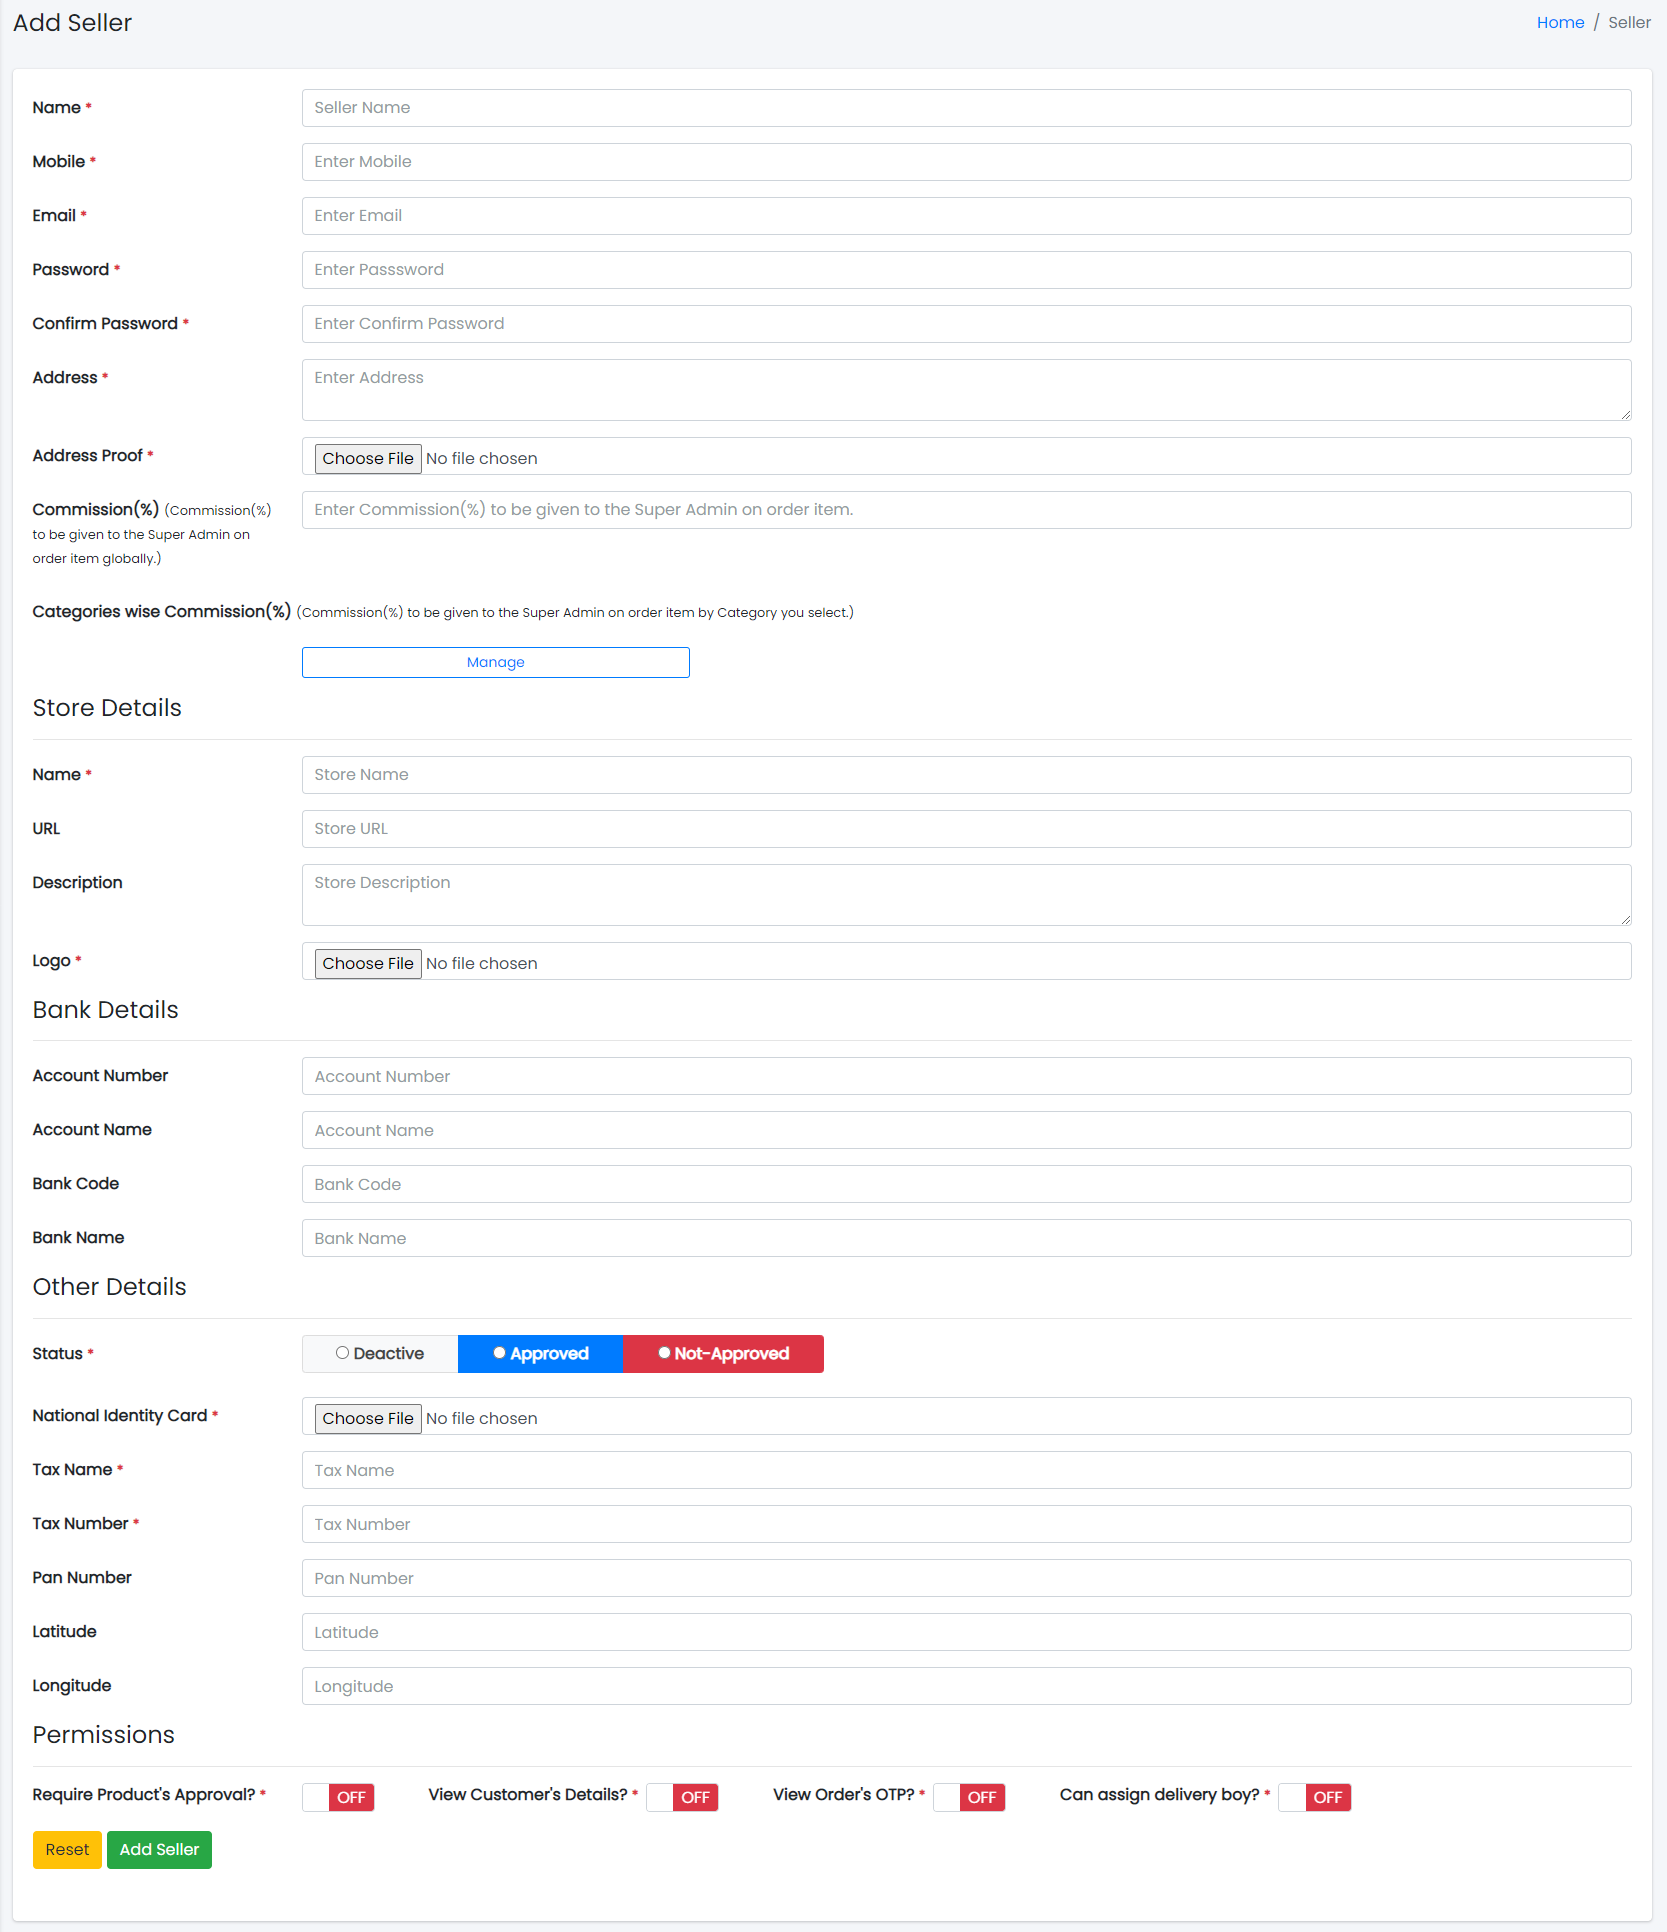 Add Seller
Home / Seller
Name *
Seller Name
Mobile *
Enter Mobile
Email *
Enter Email
Password *
Enter Passsword
Confirm Password *
Enter Confirm Password
Address *
Enter Address
Address Proof *
Choose File No file chosen
Commission(%) (Commission(%)
to be given to the Super Admin on
order item globally.)
Enter Commission(%) to be given to the Super Admin on order item.
Categories wise Commission(%) (Commission(%) to be given to the Super Admin on order item by Category you select.)
Manage
Store Details
Name *
Store Name
URL
Store URL
Description
Store Description
Logo *
Choose File No file chosen
Bank Details
Account Number
Account Number
Account Name
Account Name
Bank Code
Bank Code
Bank Name
Bank Name
Other Details
Status *
Deactive Approved Not-Approved
National Identity Card *
Choose File No file chosen
Tax Name *
Tax Name
Tax Number *
Tax Number
Pan Number
Pan Number
Latitude
Latitude
Longitude
Longitude
Permissions
Require Product's Approval? * OFF View Customer's Details? * OFF View Order's OTP? * OFF Can assign delivery boy? * OFF
Reset Add Seller